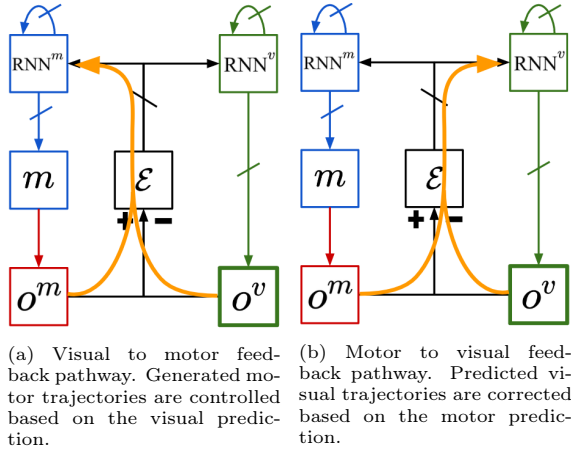 RNN^m RNN^v
m ℰ
+ −
o^m o^v
(a) Visual to motor feed-
back pathway. Generated mo-
tor trajectories are controlled
based on the visual predic-
tion.
RNN^m RNN^v
m ℰ
+ −
o^m o^v
(b) Motor to visual feed-
back pathway. Predicted vi-
sual trajectories are corrected
based on the motor predic-
tion.